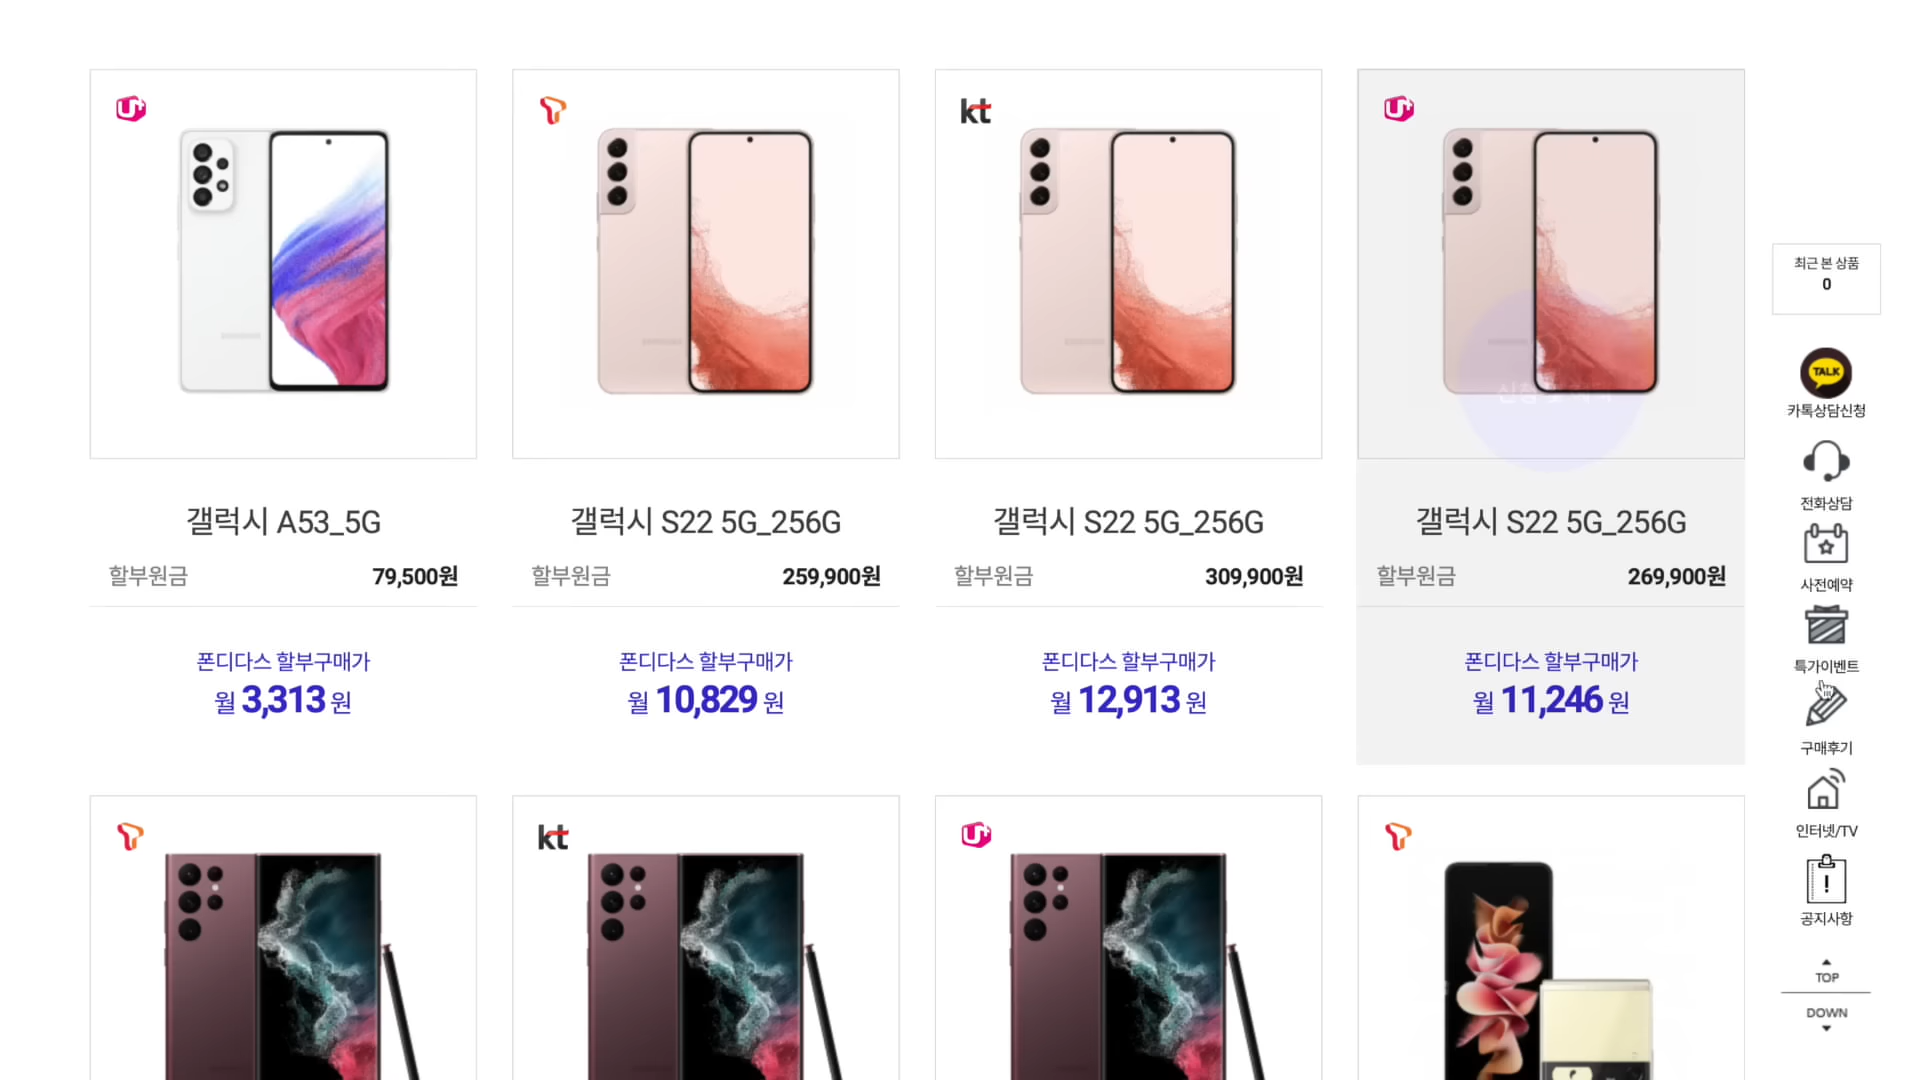 U+
kt
U+
갤럭시 A53_5G
할부원금 79,500원
폰디다스 할부구매가
월 3,313 원
갤럭시 S22 5G_256G
할부원금 259,900원
폰디다스 할부구매가
월 10,829 원
갤럭시 S22 5G_256G
할부원금 309,900원
폰디다스 할부구매가
월 12,913 원
갤럭시 S22 5G_256G
할부원금 269,900원
폰디다스 할부구매가
월 11,246 원
kt
U+
최근 본 상품
0
TALK
카톡상담신청
전화상담
사전예약
특가이벤트
구매후기
인터넷/TV
!
공지사항
TOP
DOWN